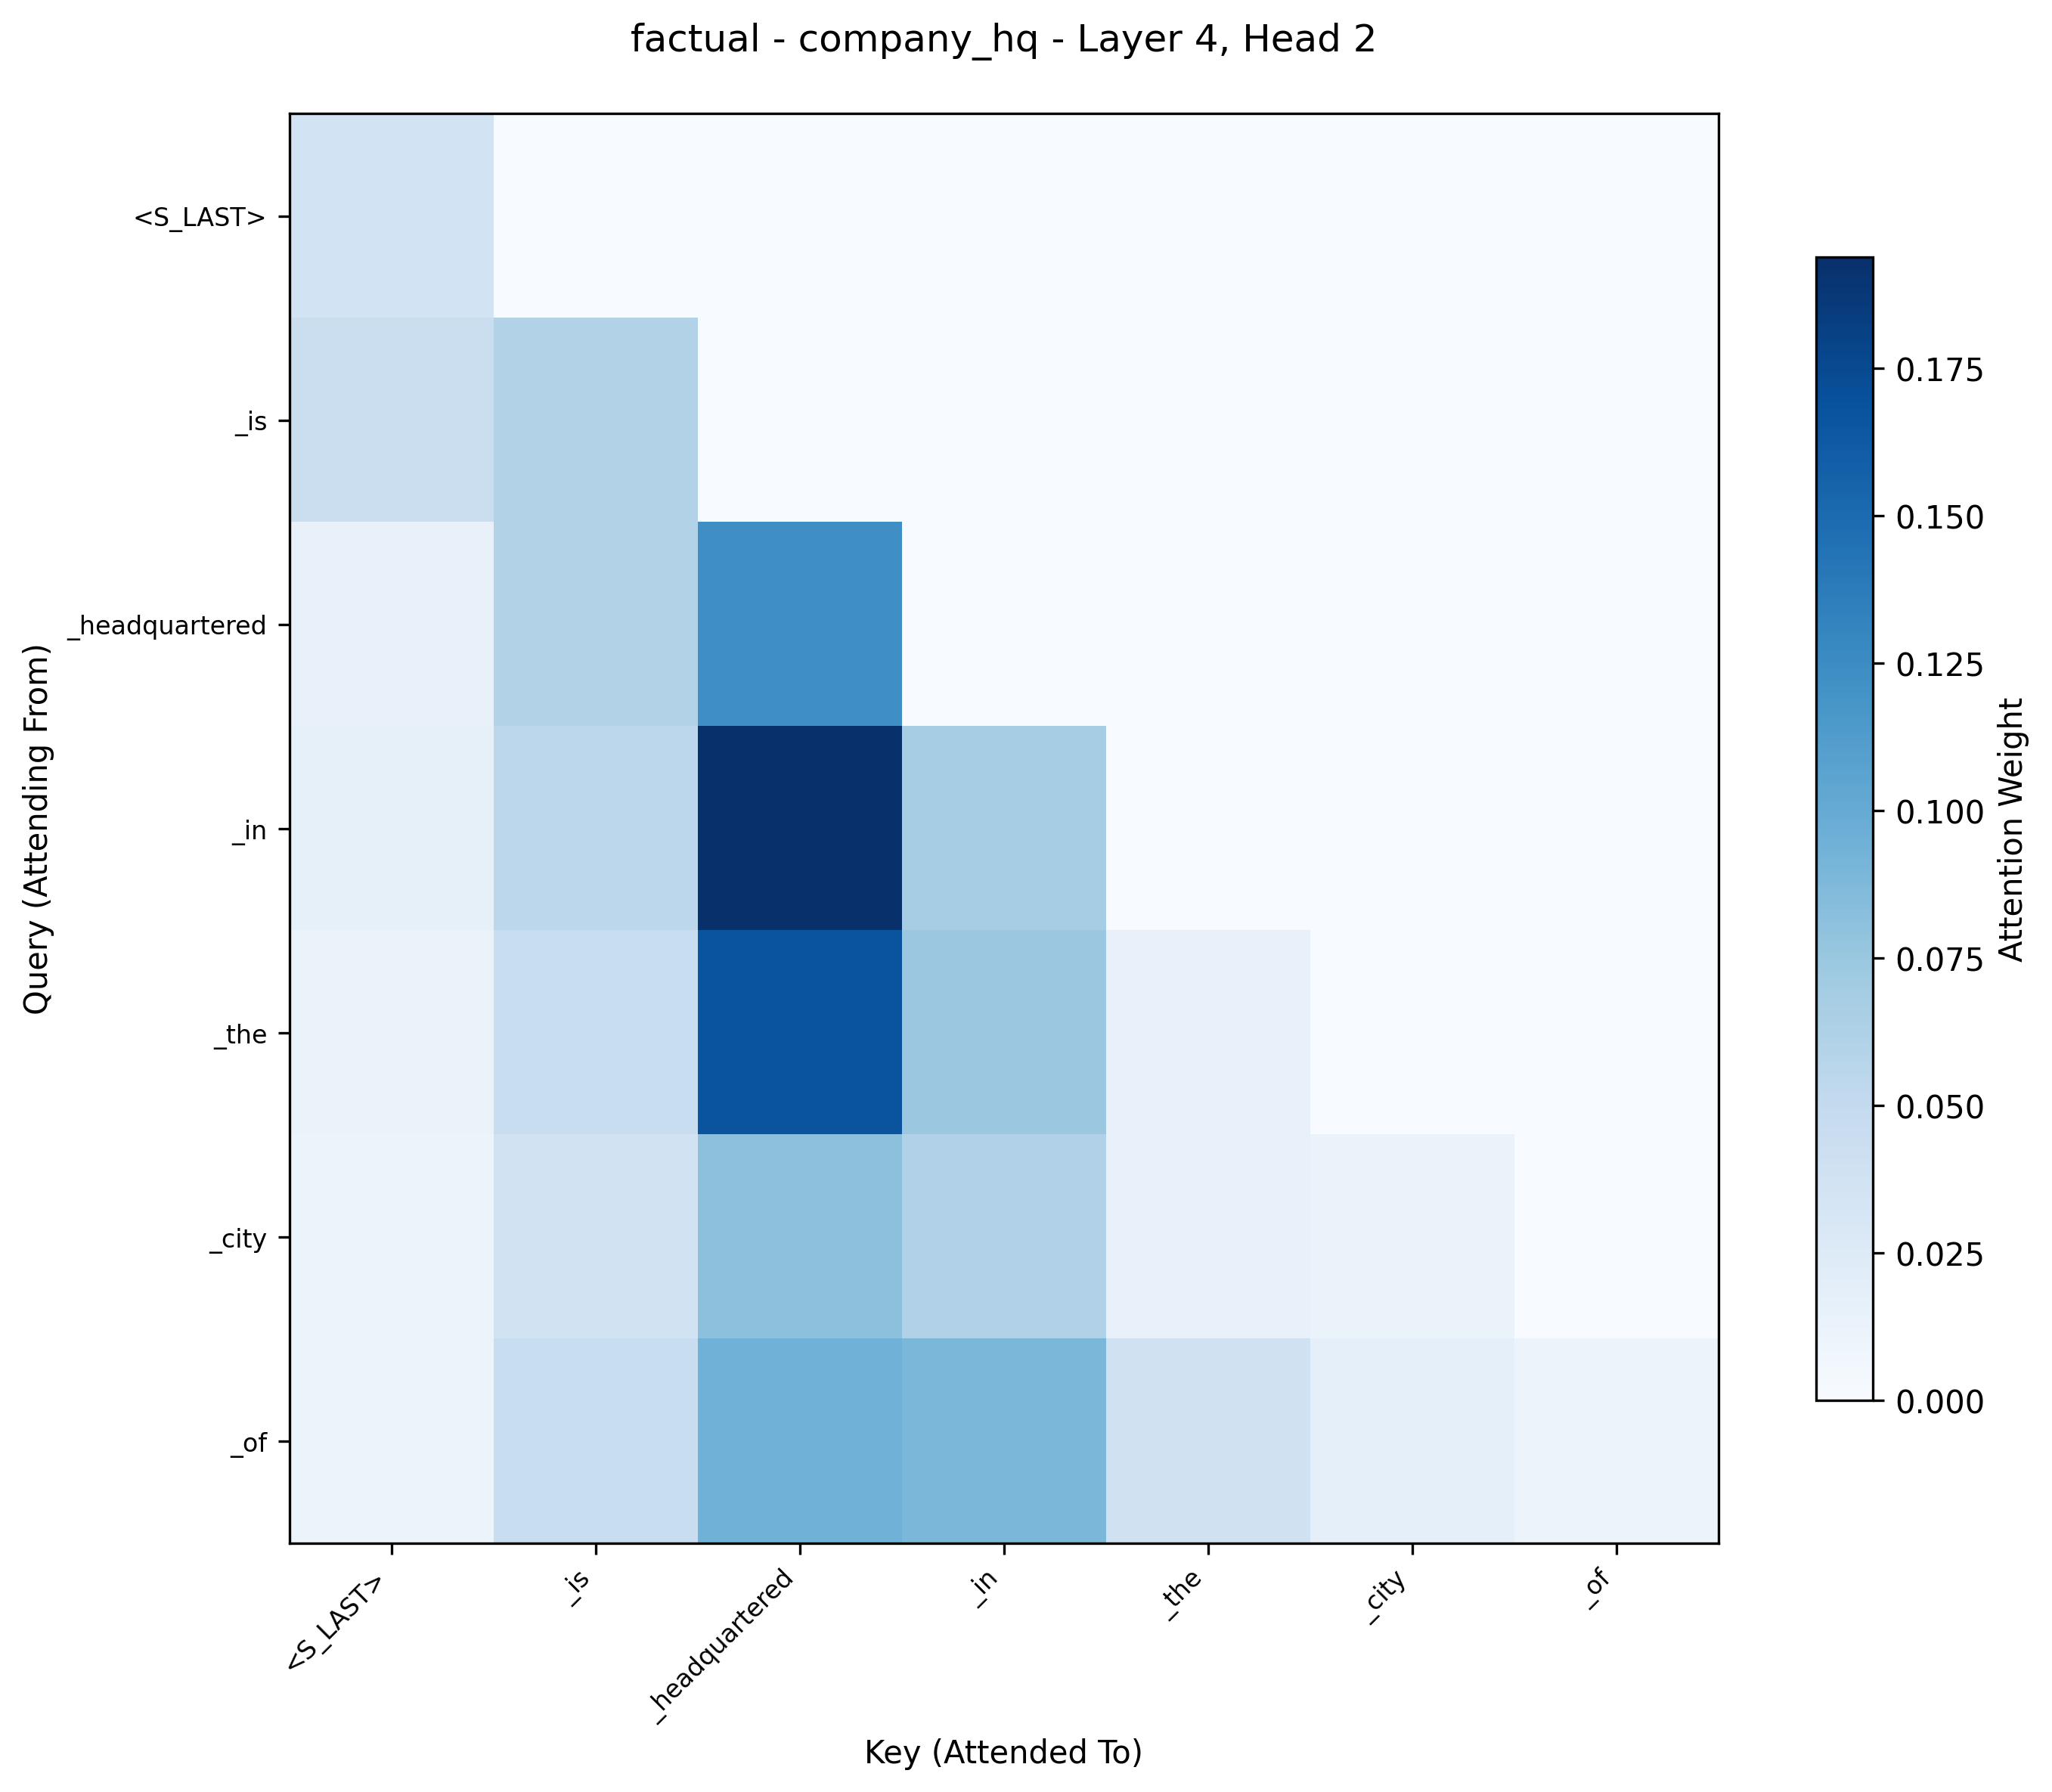 factual - company_hq - Layer 4, Head 2
<S_LAST>
_is
_headquartered
_in
_the
_city
_of
Query (Attending From)
<S_LAST>
_is
_headquartered
_in
_the
_city
_of
Key (Attended To)
0.175
0.150
0.125
0.100
0.075
0.050
0.025
0.000
Attention Weight